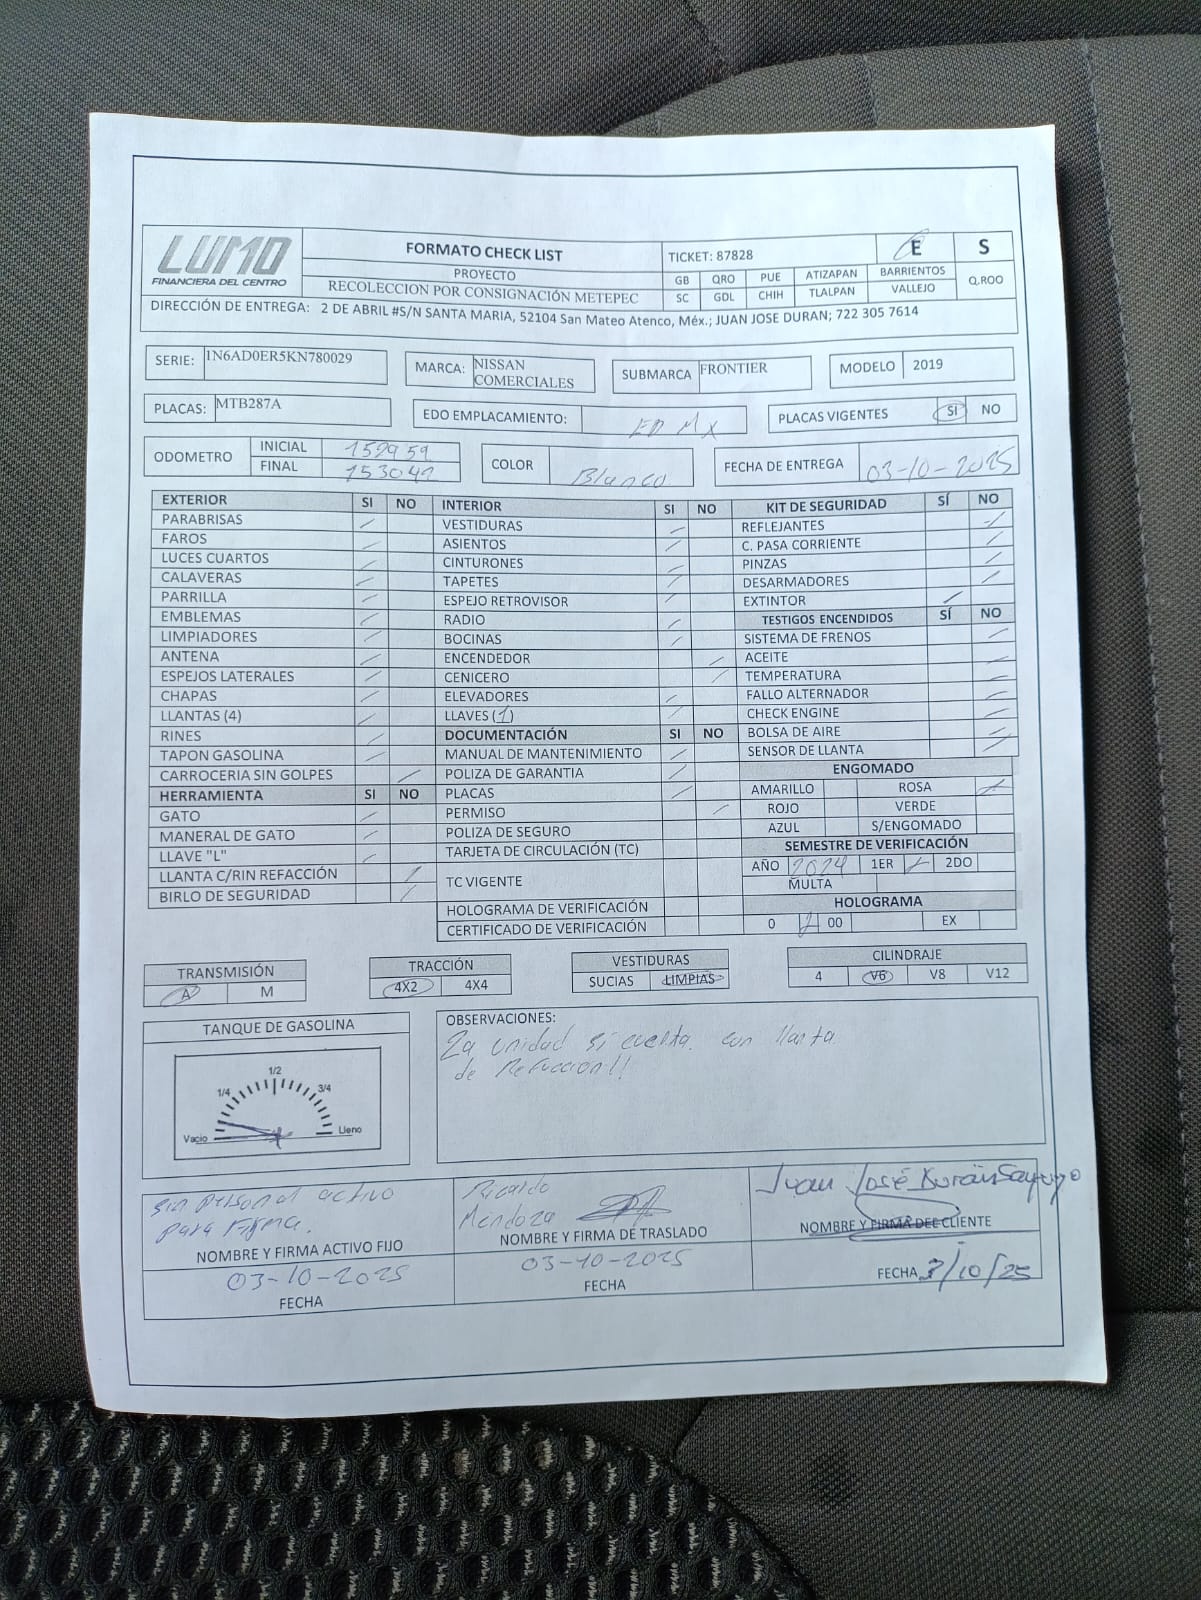 LUMO
FINANCIERA DEL CENTRO
FORMATO CHECK LIST
PROYECTO
RECOLECCION POR CONSIGNACIÓN METEPEC
TICKET: 87828
E
S
GB QRO PUE ATIZAPAN BARRIENTOS Q.ROO
SC GDL CHIH TLALPAN VALLEJO
DIRECCIÓN DE ENTREGA: 2 DE ABRIL #S/N SANTA MARIA, 52104 San Mateo Atenco, Méx.; JUAN JOSE DURAN; 722 305 7614
SERIE: 1N6AD0ER5KN780029
MARCA: NISSAN COMERCIALES
SUBMARCA FRONTIER
MODELO 2019
PLACAS: MTB287A
EDO EMPLACAMIENTO: ED MX
PLACAS VIGENTES SI NO
ODOMETRO
INICIAL 152959
FINAL 153042
COLOR Blanco
FECHA DE ENTREGA 03-10-2025
EXTERIOR SI NO
PARABRISAS
FAROS
LUCES CUARTOS
CALAVERAS
PARRILLA
EMBLEMAS
LIMPIADORES
ANTENA
ESPEJOS LATERALES
CHAPAS
LLANTAS (4)
RINES
TAPON GASOLINA
CARROCERIA SIN GOLPES
HERRAMIENTA SI NO
GATO
MANERAL DE GATO
LLAVE "L"
LLANTA C/RIN REFACCIÓN
BIRLO DE SEGURIDAD
INTERIOR SI NO
VESTIDURAS
ASIENTOS
CINTURONES
TAPETES
ESPEJO RETROVISOR
RADIO
BOCINAS
ENCENDEDOR
CENICERO
ELEVADORES
LLAVES (1)
DOCUMENTACIÓN SI NO
MANUAL DE MANTENIMIENTO
POLIZA DE GARANTIA
PLACAS
PERMISO
POLIZA DE SEGURO
TARJETA DE CIRCULACIÓN (TC)
TC VIGENTE
HOLOGRAMA DE VERIFICACIÓN
CERTIFICADO DE VERIFICACIÓN
KIT DE SEGURIDAD SÍ NO
REFLEJANTES
C. PASA CORRIENTE
PINZAS
DESARMADORES
EXTINTOR
TESTIGOS ENCENDIDOS SÍ NO
SISTEMA DE FRENOS
ACEITE
TEMPERATURA
FALLO ALTERNADOR
CHECK ENGINE
BOLSA DE AIRE
SENSOR DE LLANTA
ENGOMADO
AMARILLO ROSA
ROJO VERDE
AZUL S/ENGOMADO
SEMESTRE DE VERIFICACIÓN
AÑO 2024 1ER 2DO
MULTA
HOLOGRAMA
0 00 EX
TRANSMISIÓN
A M
TRACCIÓN
4X2 4X4
VESTIDURAS
SUCIAS LIMPIAS
CILINDRAJE
4 V6 V8 V12
TANQUE DE GASOLINA
1/2
1/4 3/4
Vacio Lleno
OBSERVACIONES:
La unidad si cuenta con llanta
de Refaccion!!
sin personal activo
para Firma.
NOMBRE Y FIRMA ACTIVO FIJO
03-10-2025
FECHA
Ricardo
Mendoza
NOMBRE Y FIRMA DE TRASLADO
03-10-2025
FECHA
Juan José Durán
NOMBRE Y FIRMA DEL CLIENTE
FECHA 3/10/25